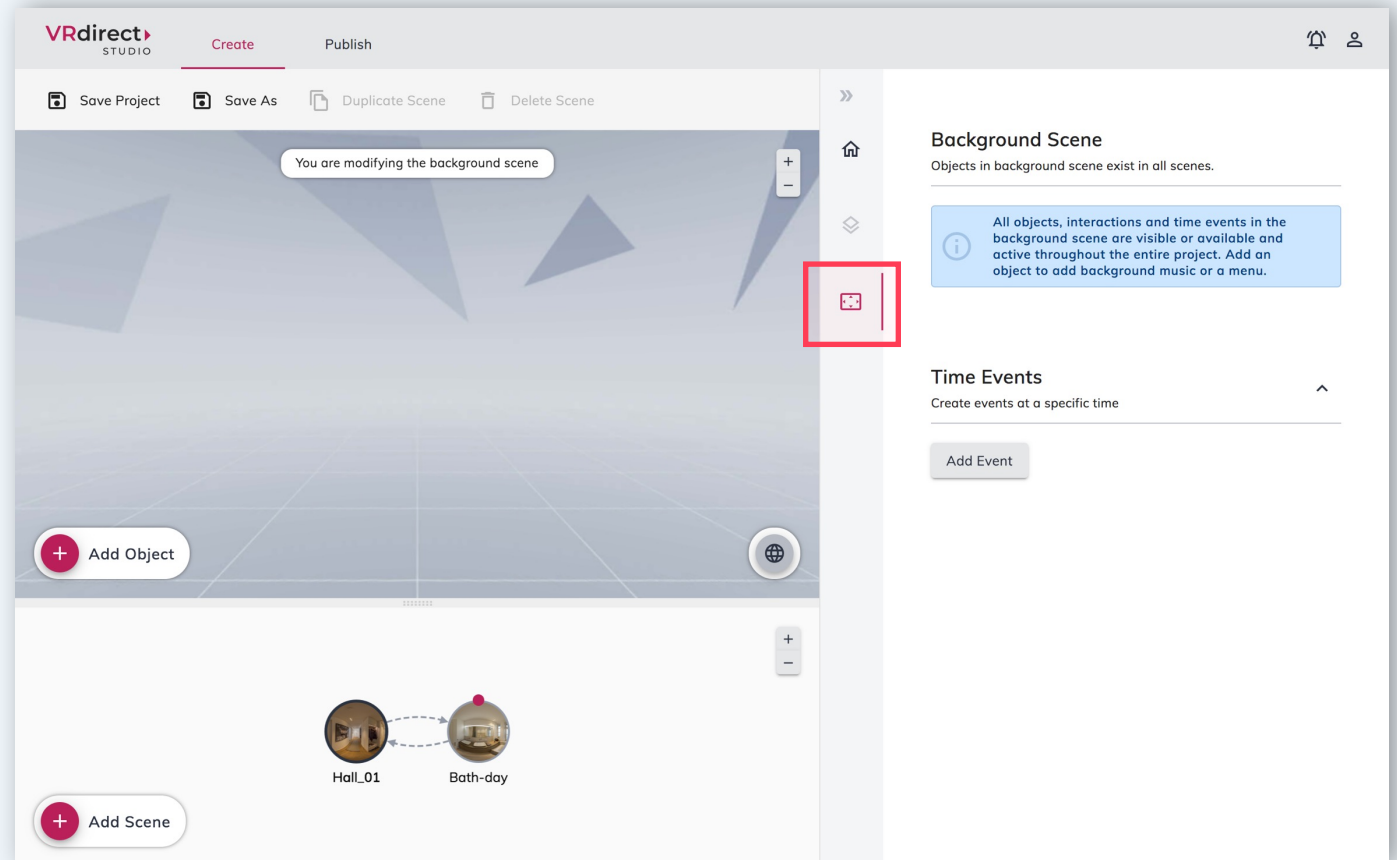 VRdirect
STUDIO
Create
Publish
Save Project
Save As
Duplicate Scene
Delete Scene
You are modifying the background scene
+
−
Background Scene
Objects in background scene exist in all scenes.
All objects, interactions and time events in the
background scene are visible or available and
active throughout the entire project. Add an
object to add background music or a menu.
Time Events
Create events at a specific time
Add Event
+ Add Object
+
−
Hall_01
Bath-day
+ Add Scene